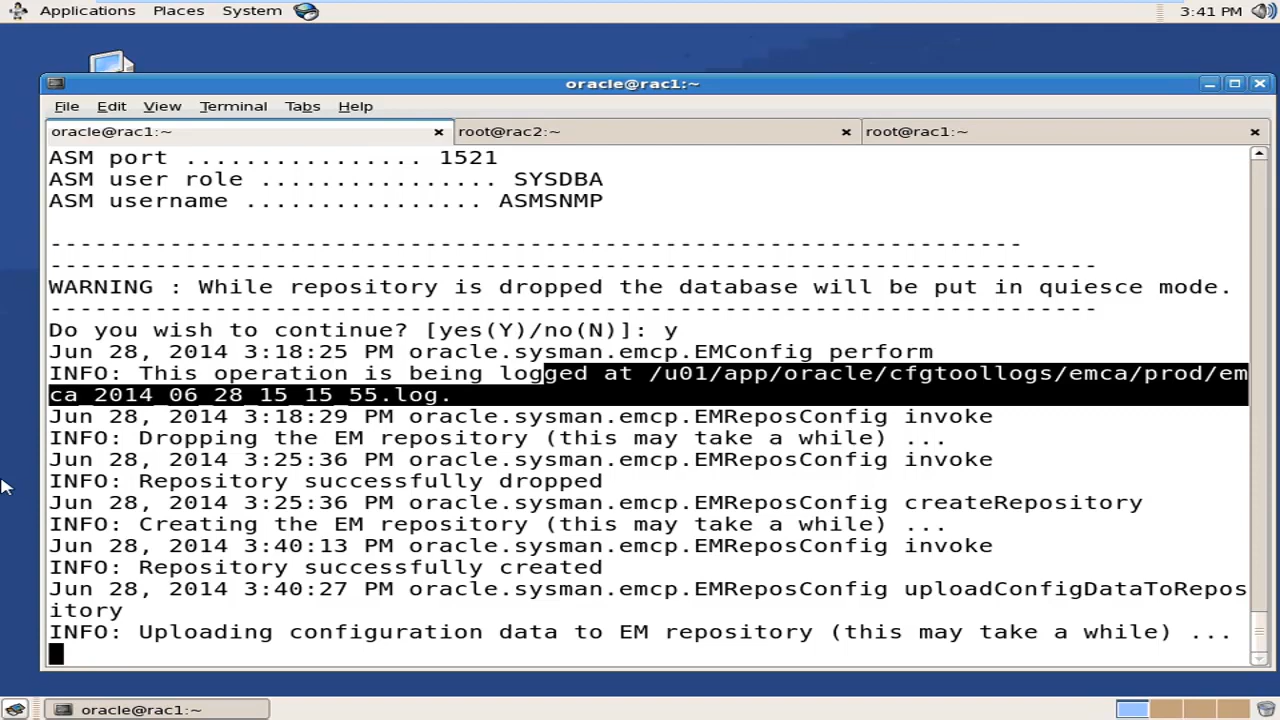 Applications Places System 3:41 PM
oracle@rac1:~
File Edit View Terminal Tabs Help
oracle@rac1:~ root@rac2:~ root@rac1:~
ASM port ................ 1521
ASM user role ................ SYSDBA
ASM username ................ ASMSNMP
-----------------------------------------------------------------
----------------------------------------------------------------------
WARNING : While repository is dropped the database will be put in quiesce mode.
----------------------------------------------------------------------
Do you wish to continue? [yes(Y)/no(N)]: y
Jun 28, 2014 3:18:25 PM oracle.sysman.emcp.EMConfig perform
INFO: This operation is being logged at /u01/app/oracle/cfgtoollogs/emca/prod/em
ca_2014_06_28_15_15_55.log.
Jun 28, 2014 3:18:29 PM oracle.sysman.emcp.EMReposConfig invoke
INFO: Dropping the EM repository (this may take a while) ...
Jun 28, 2014 3:25:36 PM oracle.sysman.emcp.EMReposConfig invoke
INFO: Repository successfully dropped
Jun 28, 2014 3:25:36 PM oracle.sysman.emcp.EMReposConfig createRepository
INFO: Creating the EM repository (this may take a while) ...
Jun 28, 2014 3:40:13 PM oracle.sysman.emcp.EMReposConfig invoke
INFO: Repository successfully created
Jun 28, 2014 3:40:27 PM oracle.sysman.emcp.EMReposConfig uploadConfigDataToRepos
itory
INFO: Uploading configuration data to EM repository (this may take a while) ...
oracle@rac1:~